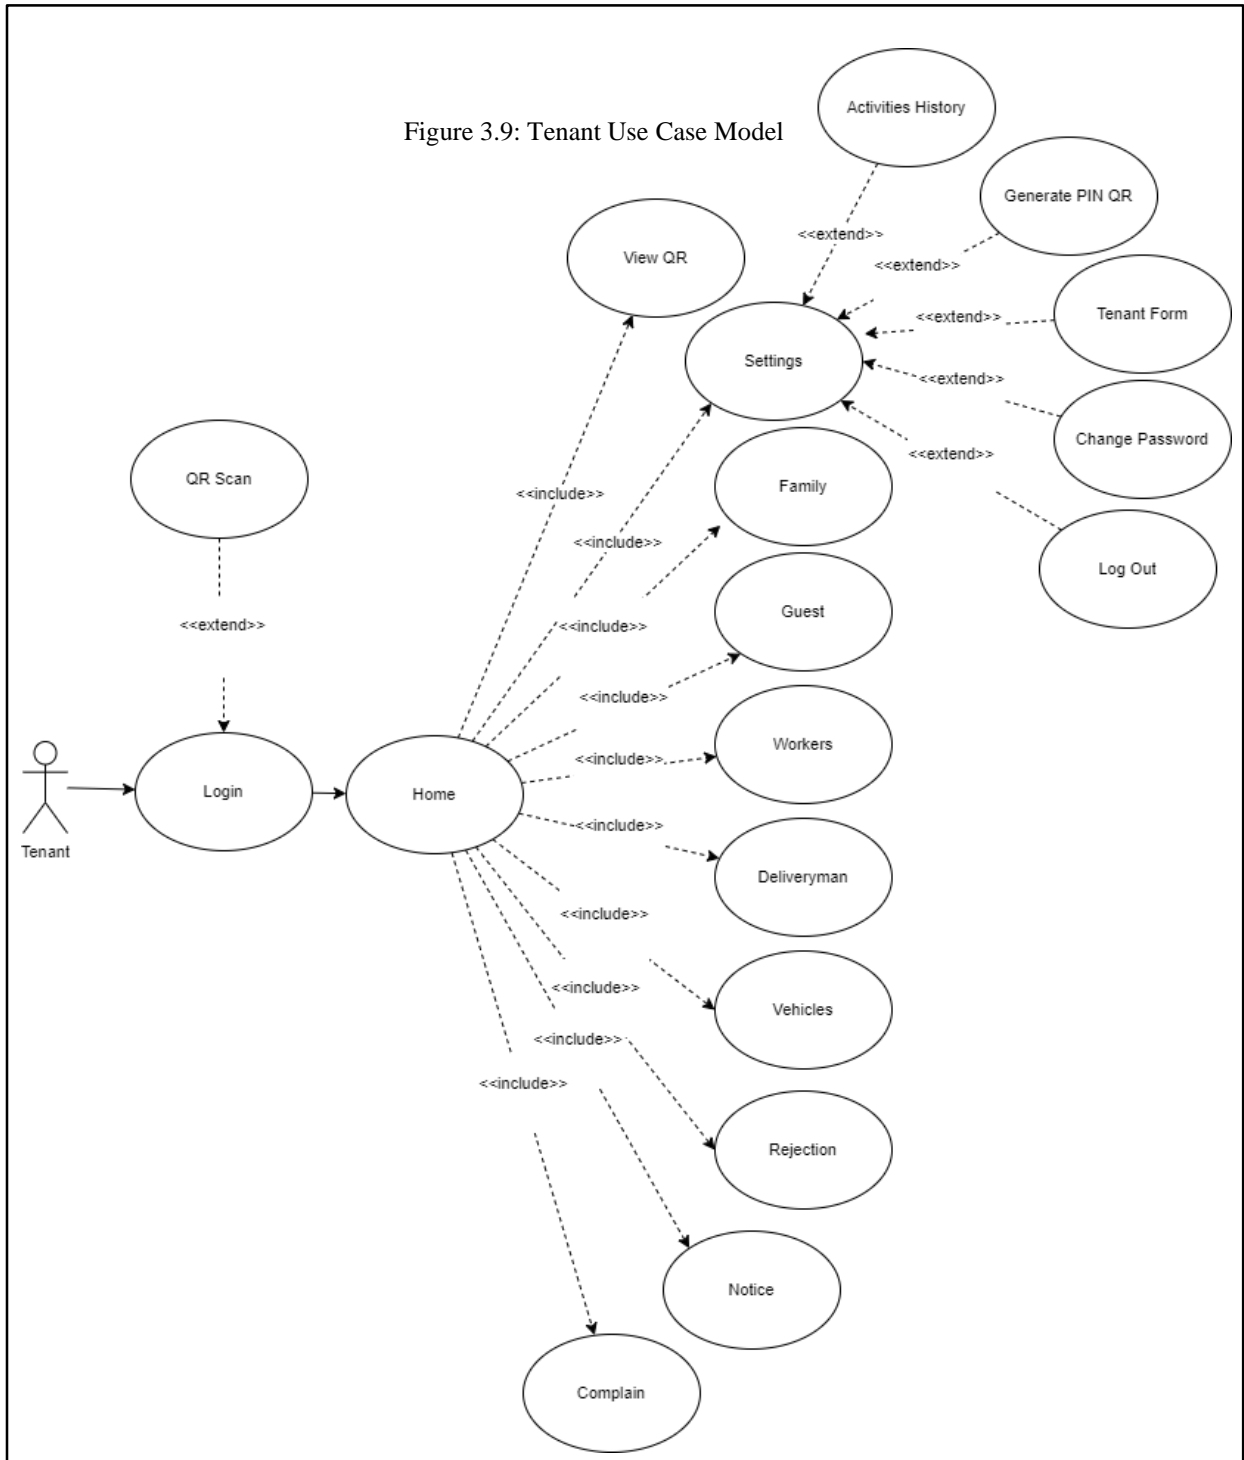 Activities History
Figure 3.9: Tenant Use Case Model
Generate PIN QR
<<extend>>
View QR
<<extend>>
Tenant Form
<<extend>>
Settings
<<extend>>
Change Password
<<extend>>
QR Scan
Family
<<include>>
<<include>>
Log Out
Guest
<<extend>>
<<include>>
<<include>>
Workers
<<include>>
Login
Home
<<include>>
Tenant
Deliveryman
<<include>>
<<include>>
Vehicles
<<include>>
<<include>>
Rejection
Notice
Complain